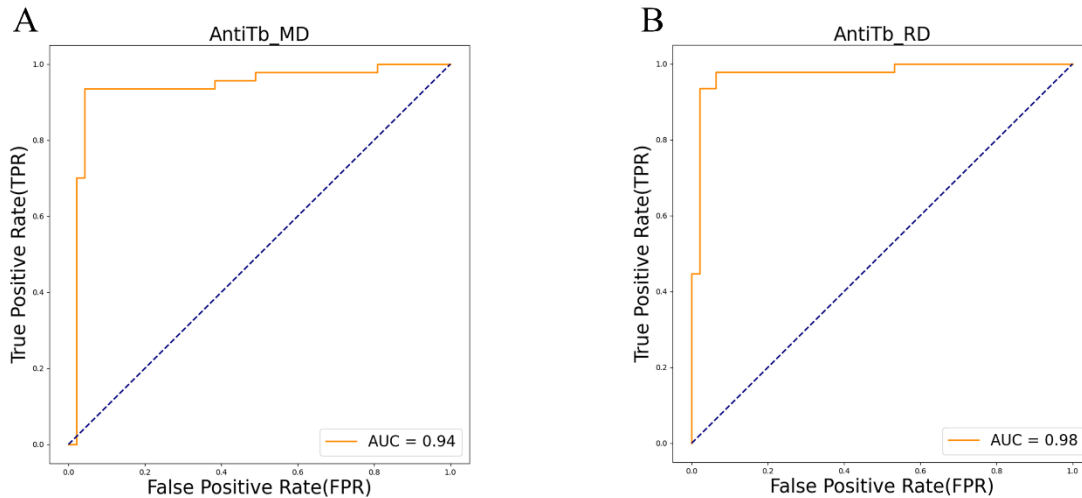 A
AntiTb_MD
True Positive Rate(TPR)
1.0
0.8
0.6
0.4
0.2
0.0
0.0 0.2 0.4 0.6 0.8 1.0
False Positive Rate(FPR)
AUC = 0.94
B
AntiTb_RD
True Positive Rate(TPR)
1.0
0.8
0.6
0.4
0.2
0.0
0.0 0.2 0.4 0.6 0.8 1.0
False Positive Rate(FPR)
AUC = 0.98